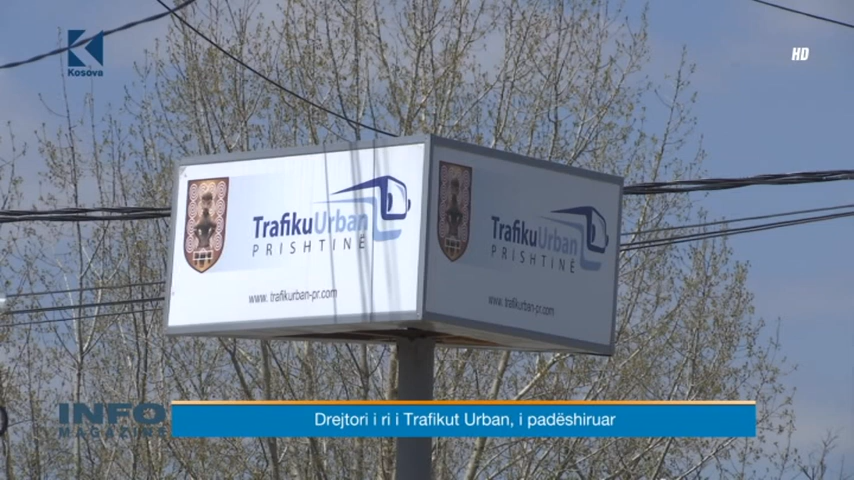 K
Kosova
HD
TrafikuUrban
PRISHTINË
www.trafikurban-pr.com
TrafikuUrban
PRISHTINË
www.trafikurban-pr.com
INFO
MAGAZINE
Drejtori i ri i Trafikut Urban, i padëshiruar